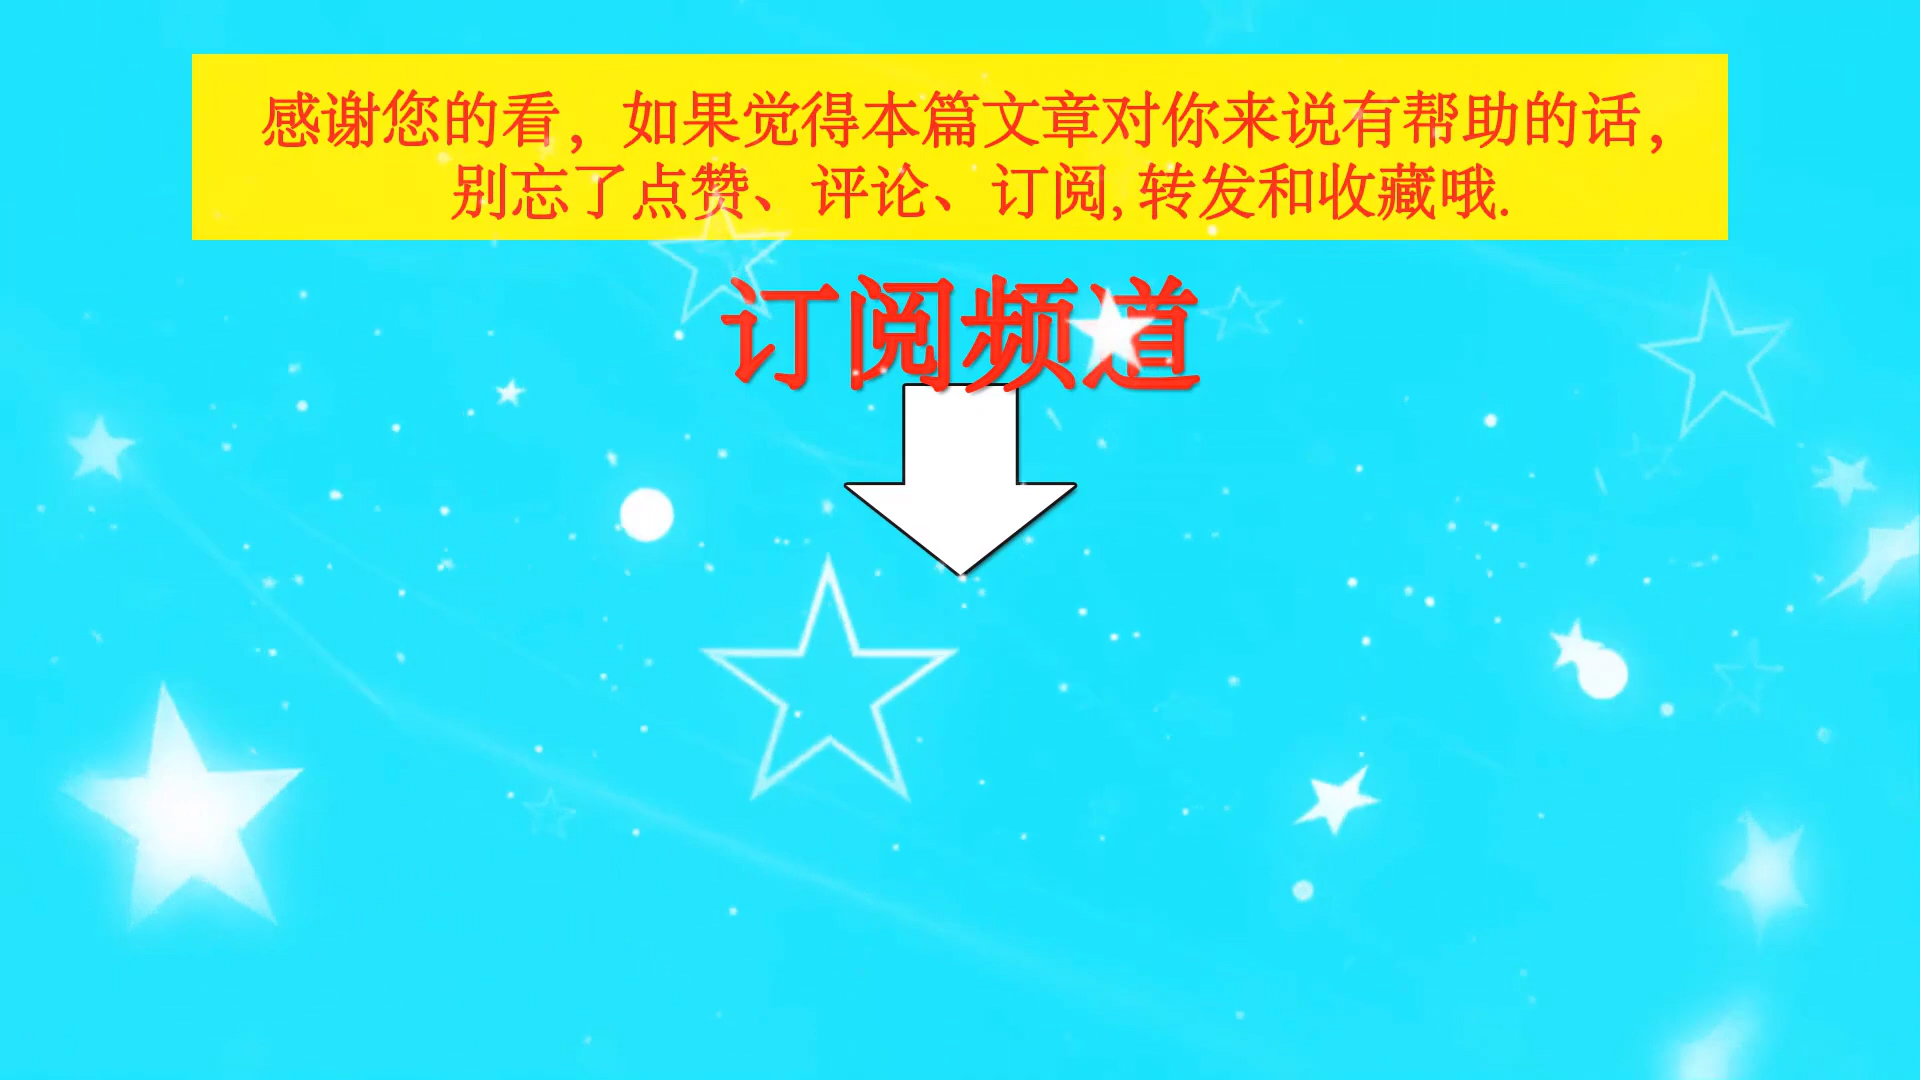 感谢您的看，如果觉得本篇文章对你来说有帮助的话，
别忘了点赞、评论、订阅,转发和收藏哦.
订阅频道